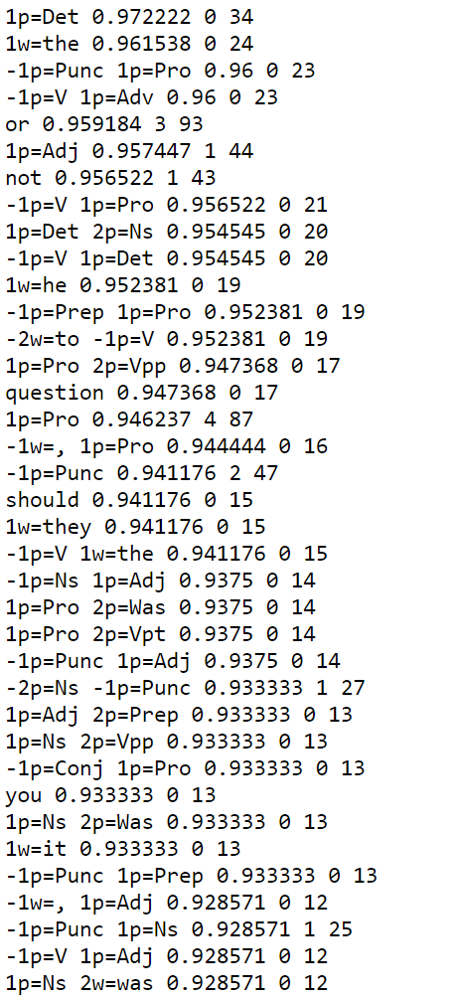 1p=Det 0.972222 0 34
1w=the 0.961538 0 24
-1p=Punc 1p=Pro 0.96 0 23
-1p=V 1p=Adv 0.96 0 23
or 0.959184 3 93
1p=Adj 0.957447 1 44
not 0.956522 1 43
-1p=V 1p=Pro 0.956522 0 21
1p=Det 2p=Ns 0.954545 0 20
-1p=V 1p=Det 0.954545 0 20
1w=he 0.952381 0 19
-1p=Prep 1p=Pro 0.952381 0 19
-2w=to -1p=V 0.952381 0 19
1p=Pro 2p=Vpp 0.947368 0 17
question 0.947368 0 17
1p=Pro 0.946237 4 87
-1w=, 1p=Pro 0.944444 0 16
-1p=Punc 0.941176 2 47
should 0.941176 0 15
1w=they 0.941176 0 15
-1p=V 1w=the 0.941176 0 15
-1p=Ns 1p=Adj 0.9375 0 14
1p=Pro 2p=Was 0.9375 0 14
1p=Pro 2p=Vpt 0.9375 0 14
-1p=Punc 1p=Adj 0.9375 0 14
-2p=Ns -1p=Punc 0.933333 1 27
1p=Adj 2p=Prep 0.933333 0 13
1p=Ns 2p=Vpp 0.933333 0 13
-1p=Conj 1p=Pro 0.933333 0 13
you 0.933333 0 13
1p=Ns 2p=Was 0.933333 0 13
1w=it 0.933333 0 13
-1p=Punc 1p=Prep 0.933333 0 13
-1w=, 1p=Adj 0.928571 0 12
-1p=Punc 1p=Ns 0.928571 1 25
-1p=V 1p=Adj 0.928571 0 12
1p=Ns 2w=was 0.928571 0 12